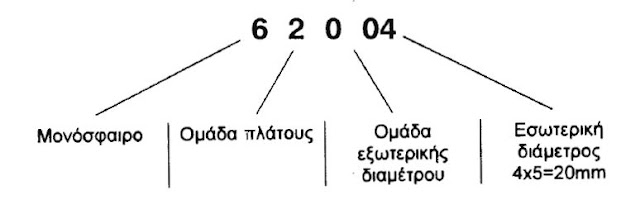 6 2 0 04
Μονόσφαιρο
Ομάδα πλάτους
Ομάδα
εξωτερικής
διαμέτρου
Εσωτερική
διάμετρος
4x5=20mm